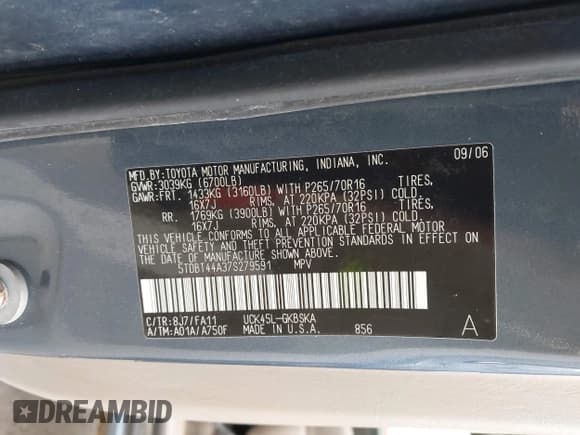 MFD.BY:TOYOTA MOTOR MANUFACTURING, INDIANA, INC. 09/06
GVWR:3039KG (6700LB)
GAWR:FRT. 1433KG (3160LB) WITH P265/70R16 TIRES,
16X7J RIMS, AT 220KPA (32PSI) COLD.
RR. 1769KG (3900LB) WITH P265/70R16 TIRES,
16X7J RIMS, AT 220KPA (32PSI) COLD.
THIS VEHICLE CONFORMS TO ALL APPLICABLE FEDERAL MOTOR
VEHICLE SAFETY AND THEFT PREVENTION STANDARDS IN EFFECT ON
THE DATE OF MANUFACTURE SHOWN ABOVE.
5TDBT44A37S279591 MPV
C/TR:8J7/FA11 UCK45L-GKBSKA
A/TM:A01A/A750F MADE IN U.S.A. 856 A
DREAMBID